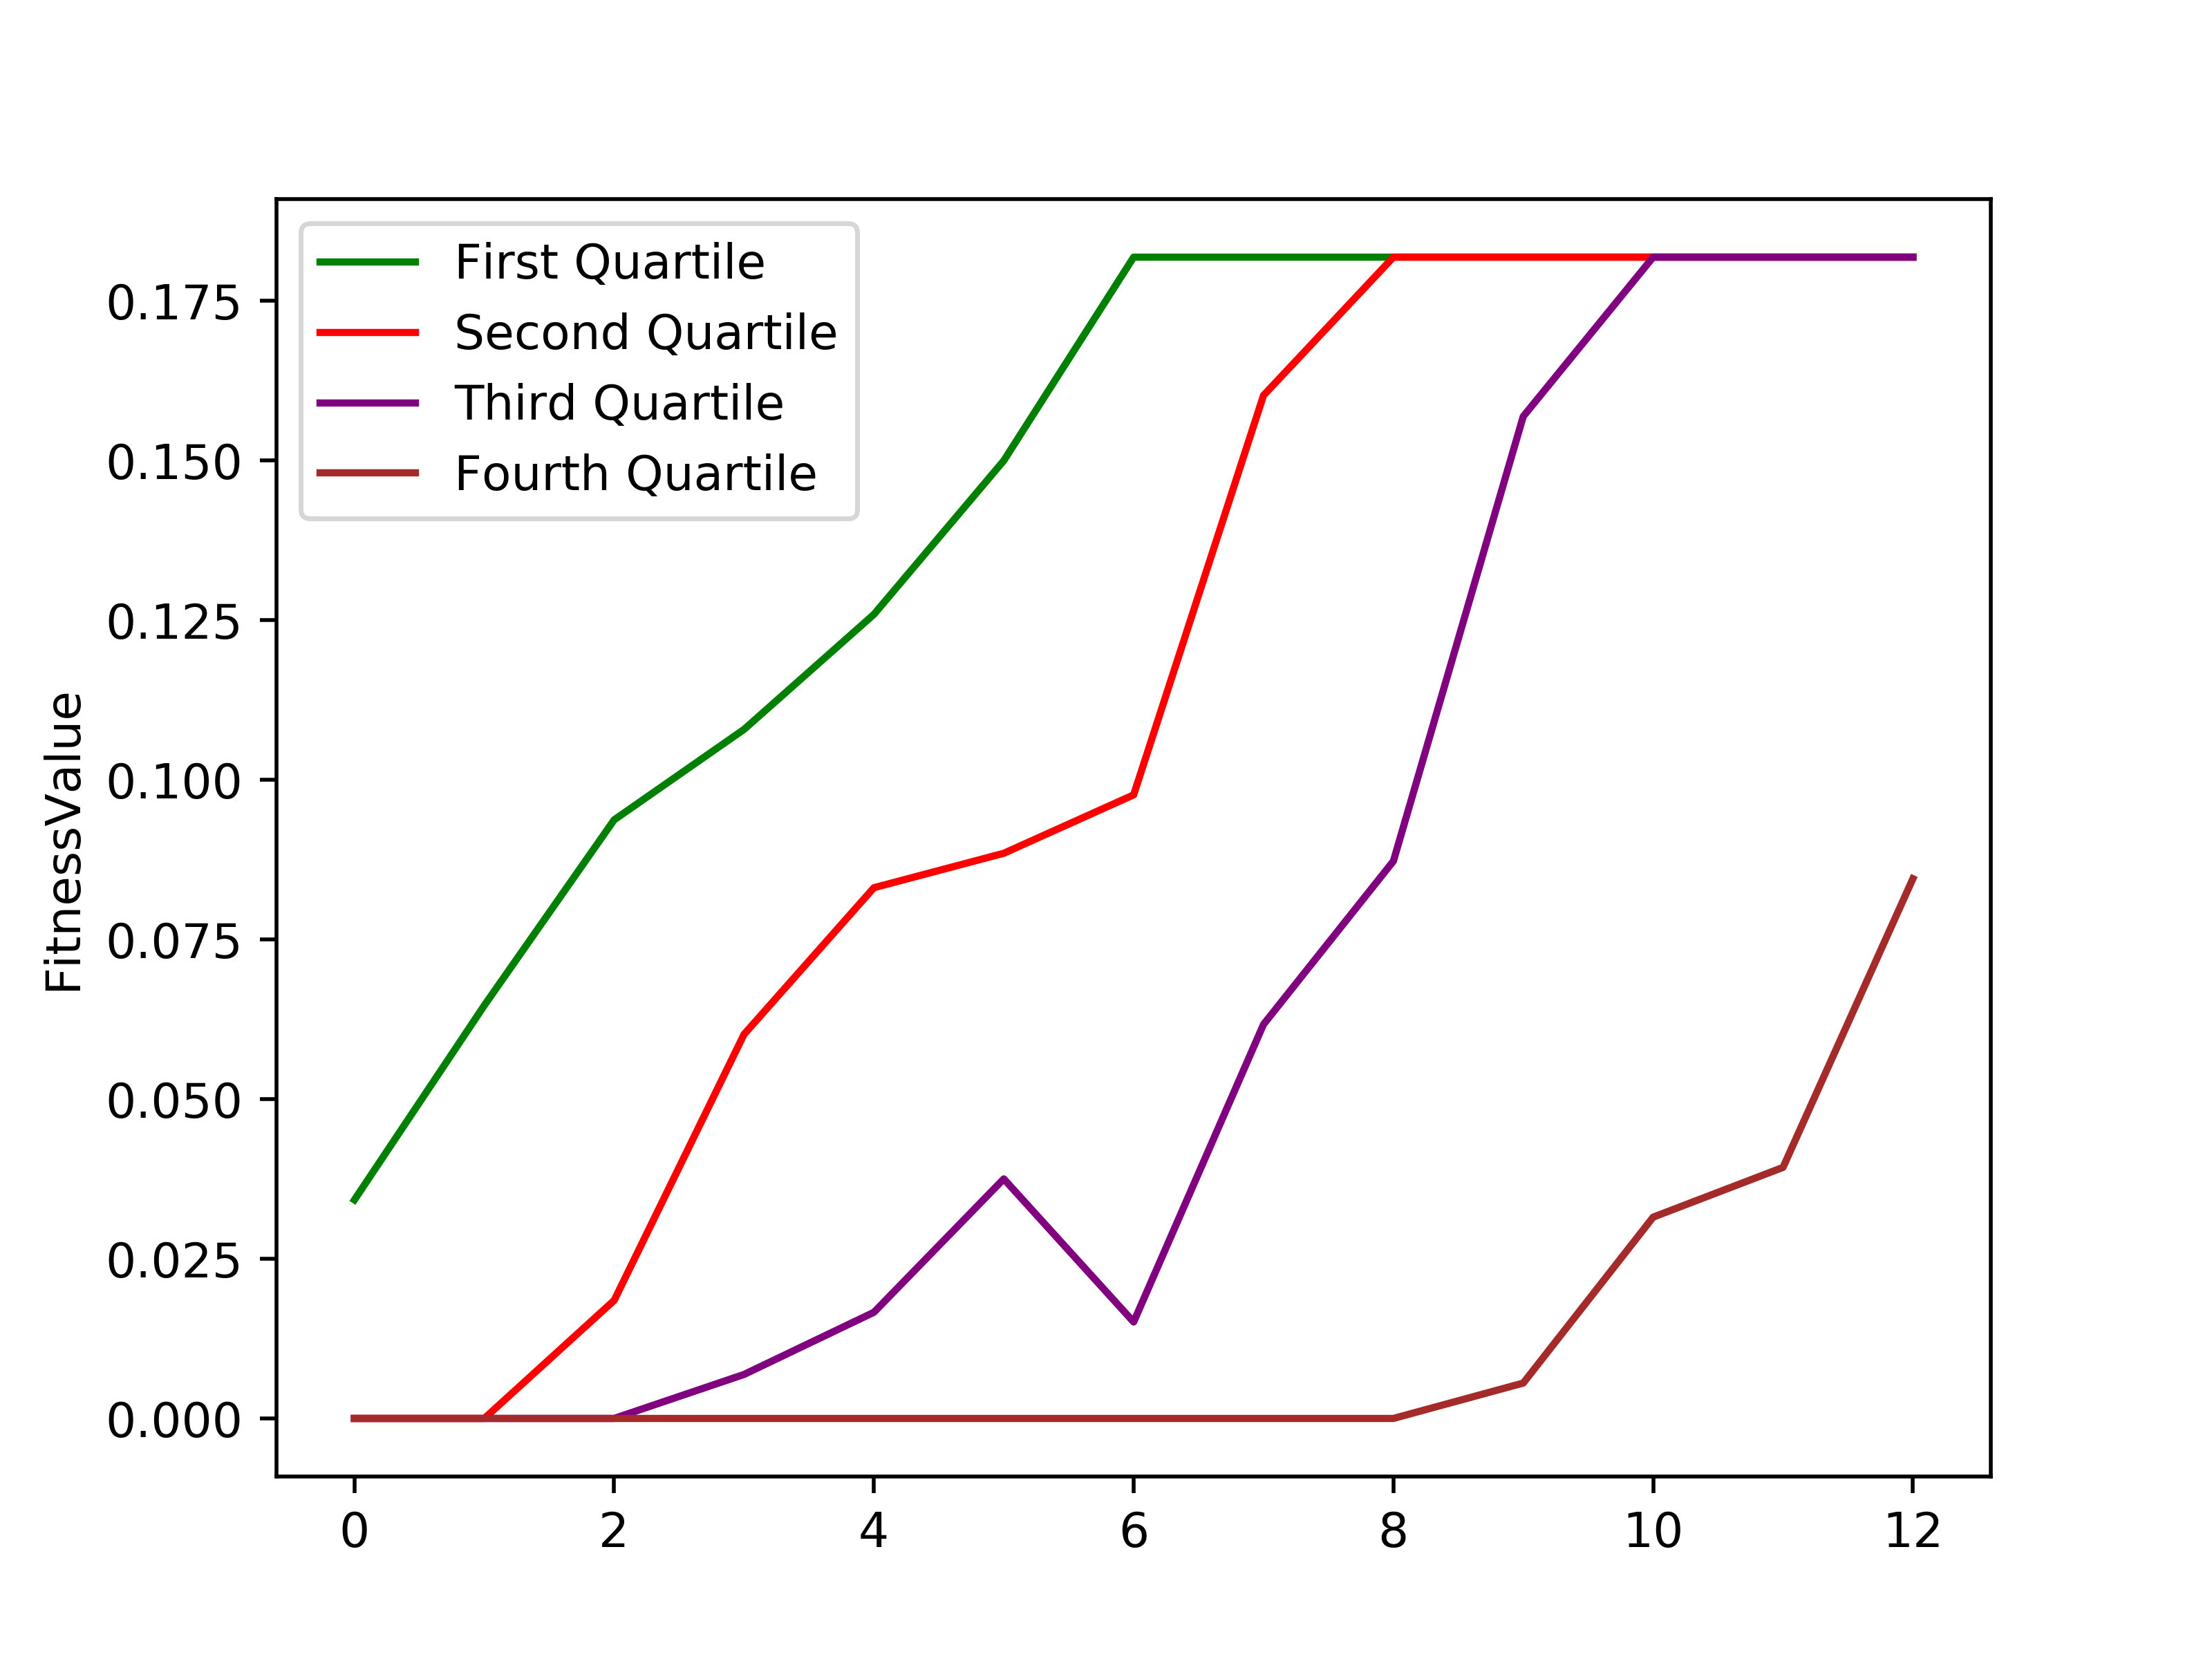 First Quartile
Second Quartile
Third Quartile
Fourth Quartile
0.175
0.150
0.125
0.100
0.075
0.050
0.025
0.000
FitnessValue
0 2 4 6 8 10 12